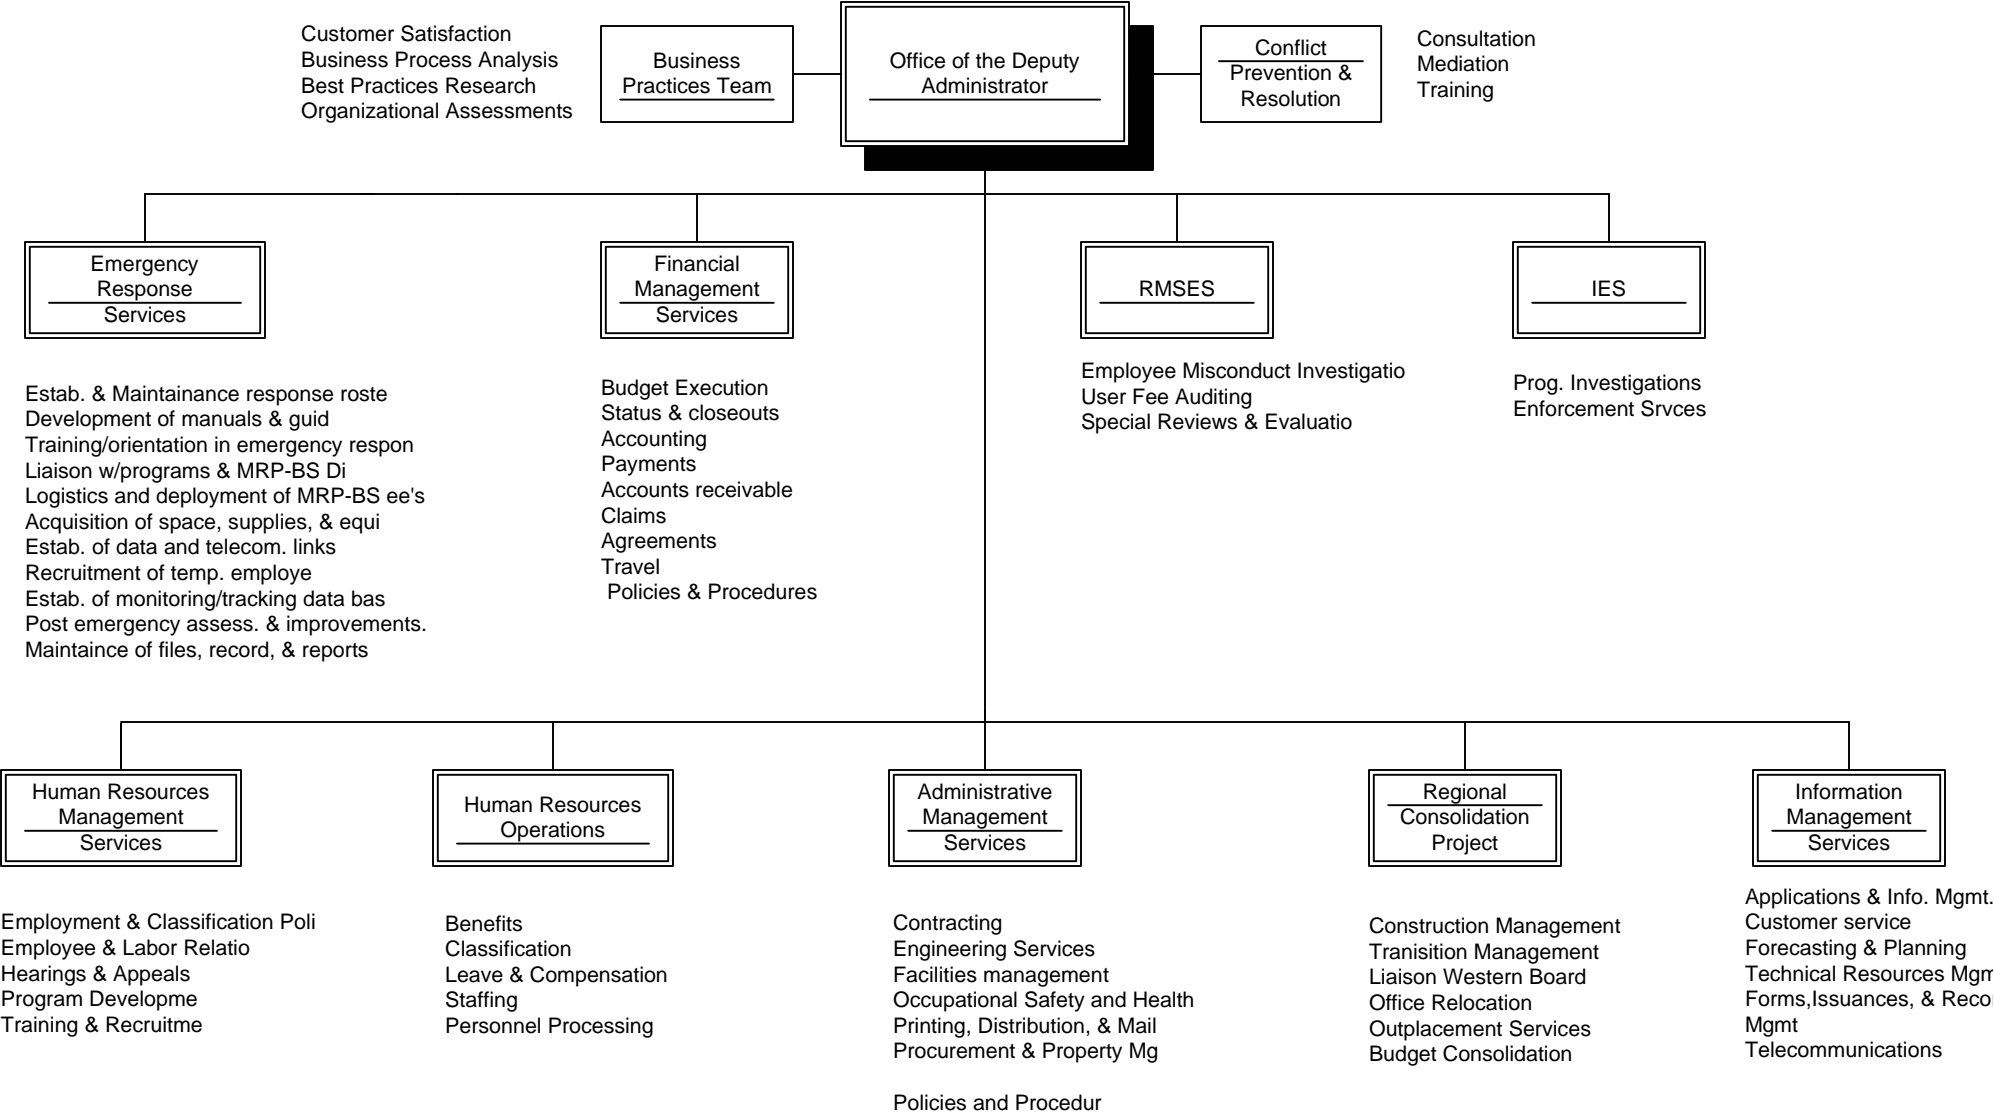 Customer Satisfaction
Business Process Analysis
Best Practices Research
Organizational Assessments
Business
Practices Team
Office of the Deputy
Administrator
Conflict
Prevention &
Resolution
Consultation
Mediation
Training
Emergency
Response
Services
Financial
Management
Services
RMSES
IES
Estab. & Maintainance response roste
Development of manuals & guid
Training/orientation in emergency respon
Liaison w/programs & MRP-BS Di
Logistics and deployment of MRP-BS ee's
Acquisition of space, supplies, & equi
Estab. of data and telecom. links
Recruitment of temp. employe
Estab. of monitoring/tracking data bas
Post emergency assess. & improvements.
Maintaince of files, record, & reports
Budget Execution
Status & closeouts
Accounting
Payments
Accounts receivable
Claims
Agreements
Travel
Policies & Procedures
Employee Misconduct Investigatio
User Fee Auditing
Special Reviews & Evaluatio
Prog. Investigations
Enforcement Srvces
Human Resources
Management
Services
Human Resources
Operations
Administrative
Management
Services
Regional
Consolidation
Project
Information
Management
Services
Employment & Classification Poli
Employee & Labor Relatio
Hearings & Appeals
Program Developme
Training & Recruitme
Benefits
Classification
Leave & Compensation
Staffing
Personnel Processing
Contracting
Engineering Services
Facilities management
Occupational Safety and Health
Printing, Distribution, & Mail
Procurement & Property Mg
Policies and Procedur
Construction Management
Tranisition Management
Liaison Western Board
Office Relocation
Outplacement Services
Budget Consolidation
Applications & Info. Mgmt.
Customer service
Forecasting & Planning
Technical Resources Mgm
Forms,Issuances, & Reco
Mgmt
Telecommunications